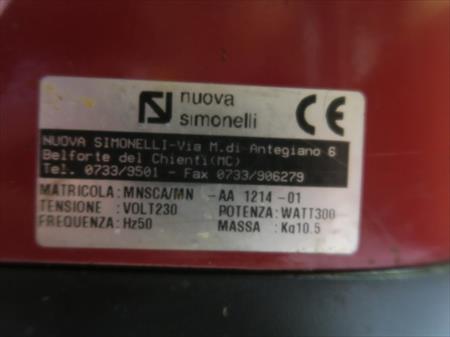 nuova
simonelli
CE
NUOVA SIMONELLI-Via M.di Antegiano 6
Belforte del Chienti(MC)
Tel. 0733/9501 - Fax 0733/906279
MATRICOLA:MNSCA/MN -AA 1214-01
TENSIONE :VOLT230 POTENZA:WATT300
FREQUENZA:Hz50 MASSA :Kg10.5